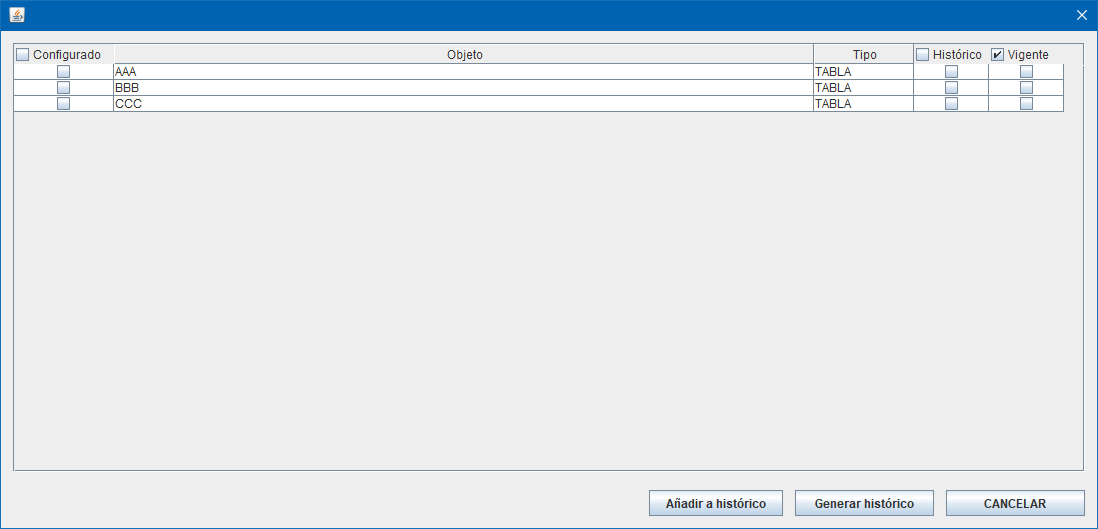 Configurado Objeto Tipo Histórico Vigente
AAA TABLA
BBB TABLA
CCC TABLA
Añadir a histórico Generar histórico CANCELAR